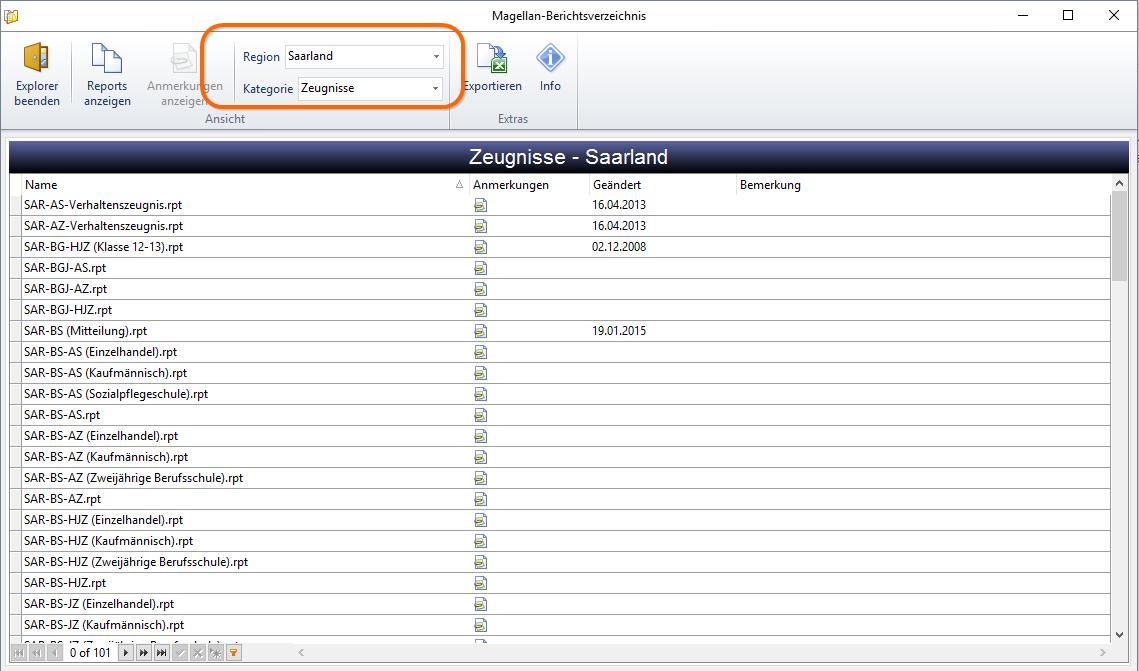 Magellan-Berichtsverzeichnis
Explorer beenden
Reports anzeigen
Anmerkungen anzeigen
Region Saarland
Kategorie Zeugnisse
Exportieren
Info
Ansicht
Extras
Zeugnisse - Saarland
Name Anmerkungen Geändert Bemerkung
SAR-AS-Verhaltenszeugnis.rpt 16.04.2013
SAR-AZ-Verhaltenszeugnis.rpt 16.04.2013
SAR-BG-HJZ (Klasse 12-13).rpt 02.12.2008
SAR-BGJ-AS.rpt
SAR-BGJ-AZ.rpt
SAR-BGJ-HJZ.rpt
SAR-BS (Mitteilung).rpt 19.01.2015
SAR-BS-AS (Einzelhandel).rpt
SAR-BS-AS (Kaufmännisch).rpt
SAR-BS-AS (Sozialpflegeschule).rpt
SAR-BS-AS.rpt
SAR-BS-AZ (Einzelhandel).rpt
SAR-BS-AZ (Kaufmännisch).rpt
SAR-BS-AZ (Zweijährige Berufsschule).rpt
SAR-BS-AZ.rpt
SAR-BS-HJZ (Einzelhandel).rpt
SAR-BS-HJZ (Kaufmännisch).rpt
SAR-BS-HJZ (Zweijährige Berufsschule).rpt
SAR-BS-HJZ.rpt
SAR-BS-JZ (Einzelhandel).rpt
SAR-BS-JZ (Kaufmännisch).rpt
0 of 101